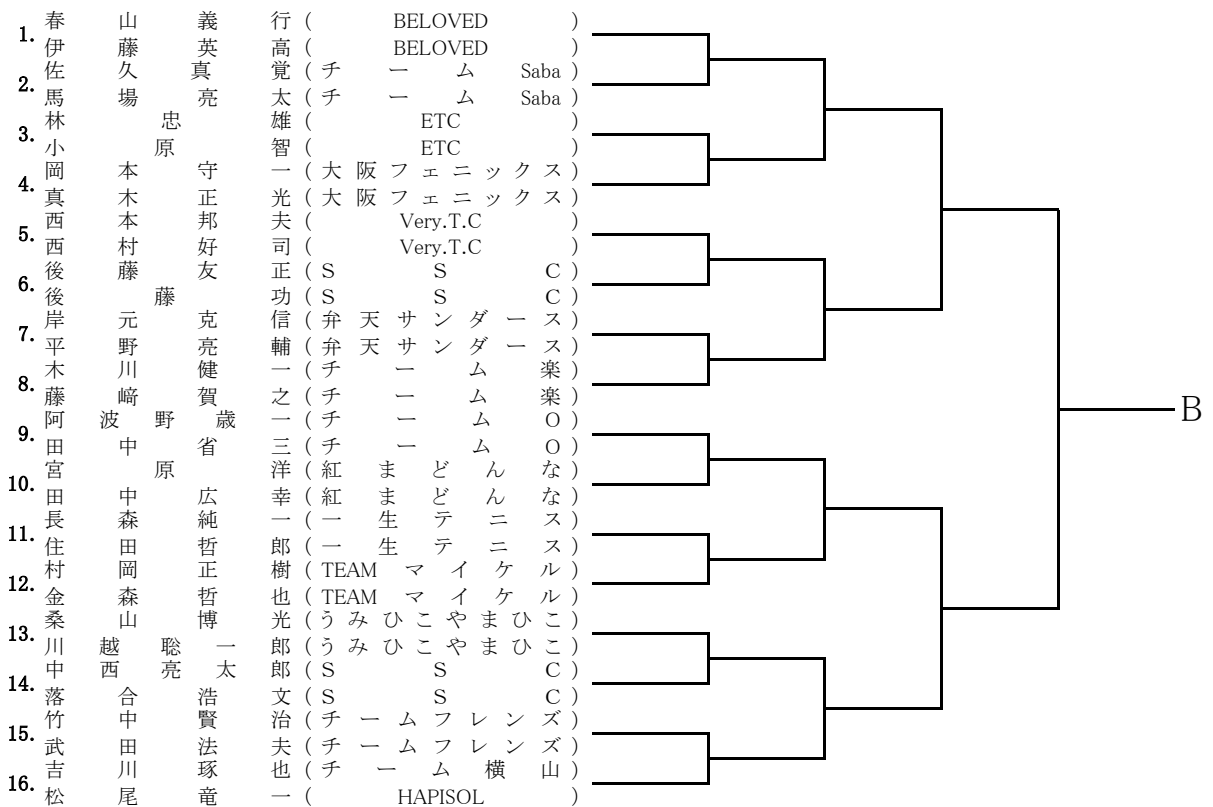 1. 春山義行(BELOVED)
伊藤英高(BELOVED)
2. 佐久真覚(チームSaba)
馬場亮太(チームSaba)
3. 林忠雄(ETC)
小原智(ETC)
4. 岡本守一(大阪フェニックス)
真木正光(大阪フェニックス)
5. 西本邦夫(Very.T.C)
西村好司(Very.T.C)
6. 後藤友正(SSC)
後藤功(SSC)
7. 岸元克信(弁天サンダース)
平野亮輔(弁天サンダース)
8. 木川健一(チーム楽)
藤﨑賀之(チーム楽)
9. 阿波野歳一(チームO)
田中省三(チームO)
10. 宮原洋(紅まどんな)
田中広幸(紅まどんな)
11. 長森純一(一生テニス)
住田哲郎(一生テニス)
12. 村岡正樹(TEAMマイケル)
金森哲也(TEAMマイケル)
13. 桑山博光(うみひこやまひこ)
川越聡一郎(うみひこやまひこ)
14. 中西亮太郎(SSC)
落合浩文(SSC)
15. 竹中賢治(チームフレンズ)
武田法夫(チームフレンズ)
16. 吉川琢也(チーム横山)
松尾竜一(HAPISOL)
B